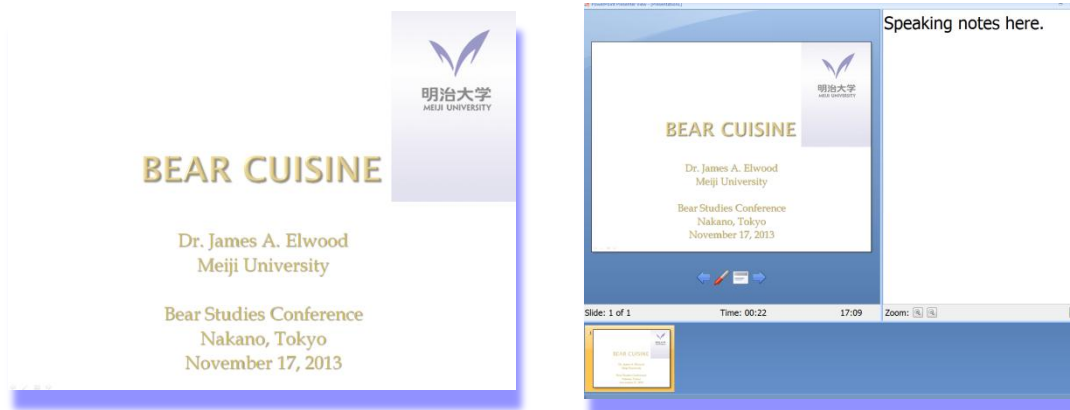 明治大学
MEIJI UNIVERSITY
BEAR CUISINE
Dr. James A. Elwood
Meiji University
Bear Studies Conference
Nakano, Tokyo
November 17, 2013
Speaking notes here.
明治大学
MEIJI UNIVERSITY
BEAR CUISINE
Dr. James A. Elwood
Meiji University
Bear Studies Conference
Nakano, Tokyo
November 17, 2013
Slide: 1 of 1
Time: 00:22
17:09
Zoom:
1
BEAR CUISINE